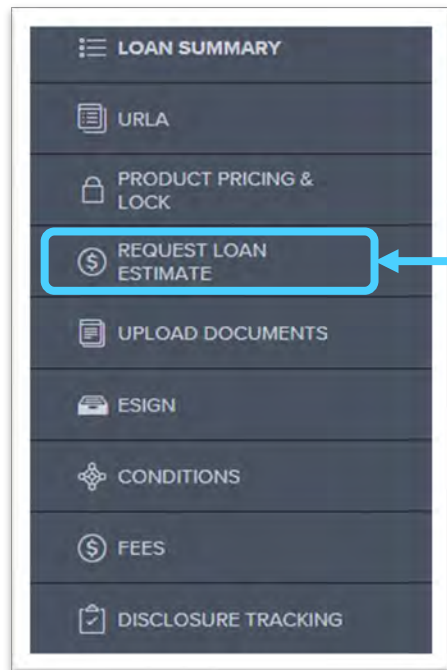 LOAN SUMMARY
URLA
PRODUCT PRICING &
LOCK
REQUEST LOAN
ESTIMATE
UPLOAD DOCUMENTS
ESIGN
CONDITIONS
FEES
DISCLOSURE TRACKING